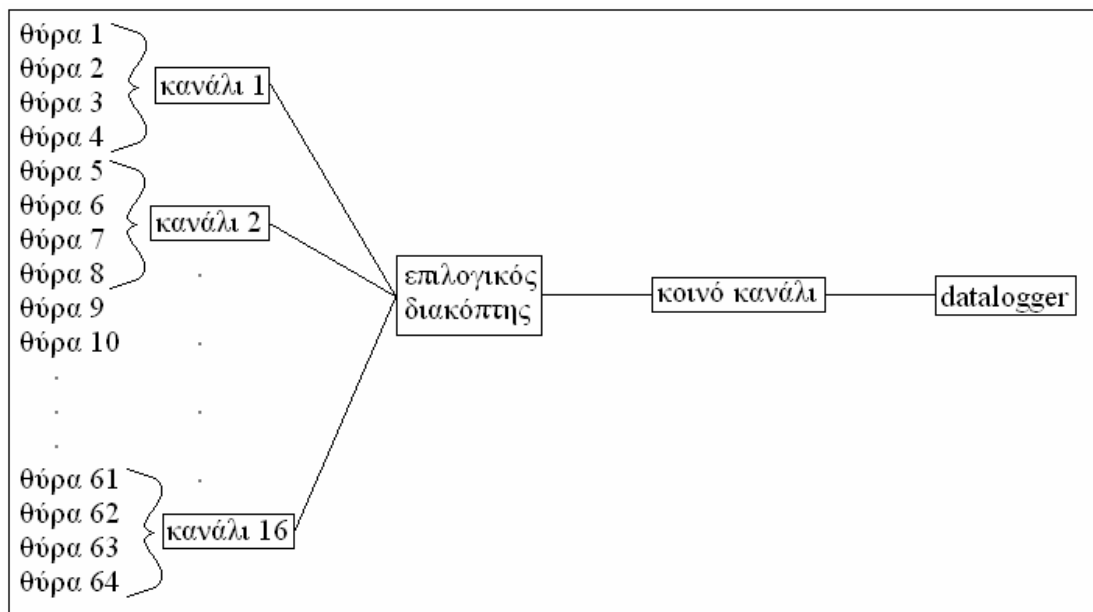 θύρα 1
θύρα 2
θύρα 3
θύρα 4
θύρα 5
θύρα 6
θύρα 7
θύρα 8
θύρα 9
θύρα 10
.
.
.
θύρα 61
θύρα 62
θύρα 63
θύρα 64
κανάλι 1
κανάλι 2
.
.
.
.
κανάλι 16
επιλογικός
διακόπτης
κοινό κανάλι
datalogger